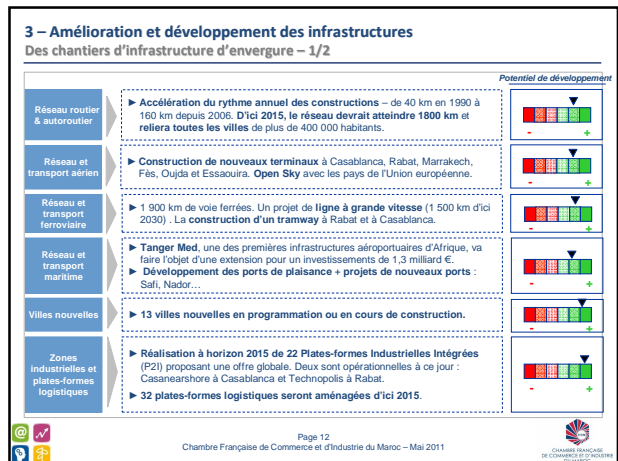 3 – Amélioration et développement des infrastructures
Des chantiers d'infrastructure d'envergure – 1/2
Potentiel de développement
Réseau routier
& autoroutier
► Accélération du rythme annuel des constructions – de 40 km en 1990 à
160 km depuis 2006. D'ici 2015, le réseau devrait atteindre 1800 km et
reliera toutes les villes de plus de 400 000 habitants.
- +
Réseau et
transport aérien
► Construction de nouveaux terminaux à Casablanca, Rabat, Marrakech,
Fès, Oujda et Essaouira. Open Sky avec les pays de l'Union européenne.
- +
Réseau et
transport
ferroviaire
► 1 900 km de voie ferrées. Un projet de ligne à grande vitesse (1 500 km d'ici
2030) . La construction d'un tramway à Rabat et à Casablanca.
- +
Réseau et
transport
maritime
► Tanger Med, une des premières infrastructures aéroportuaires d'Afrique, va
faire l'objet d'une extension pour un investissements de 1,3 milliard €.
► Développement des ports de plaisance + projets de nouveaux ports :
Safi, Nador…
- +
Villes nouvelles
► 13 villes nouvelles en programmation ou en cours de construction.
- +
Zones
industrielles et
plates-formes
logistiques
► Réalisation à horizon 2015 de 22 Plates-formes Industrielles Intégrées
(P2I) proposant une offre globale. Deux sont opérationnelles à ce jour :
Casanearshore à Casablanca et Technopolis à Rabat.
► 32 plates-formes logistiques seront aménagées d'ici 2015.
- +
@
Page 12
Chambre Française de Commerce et d'Industrie du Maroc – Mai 2011
CHAMBRE FRANÇAISE
DE COMMERCE ET D'INDUSTRIE
DU MAROC